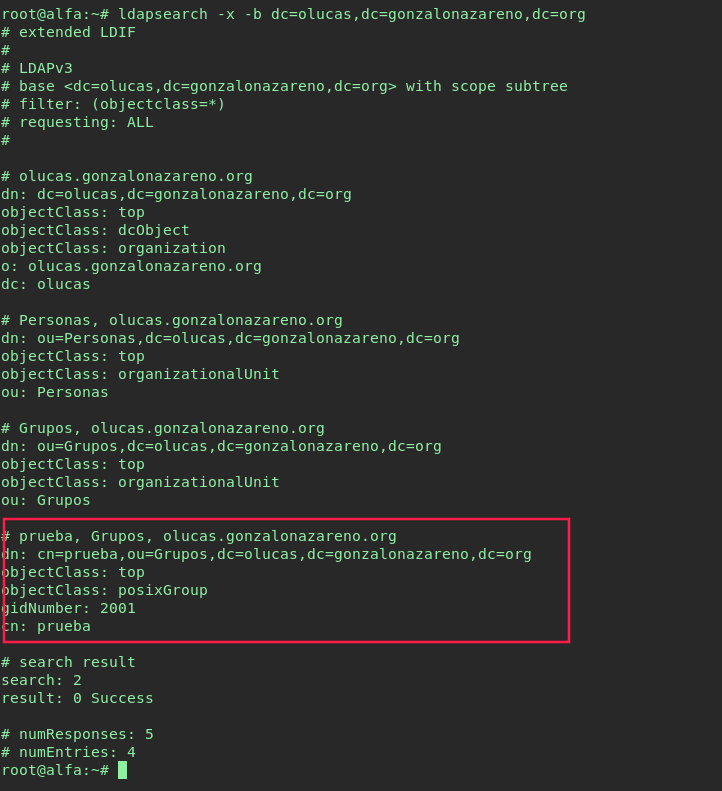 root@alfa:~# ldapsearch -x -b dc=olucas,dc=gonzalonazareno,dc=org
# extended LDIF
#
# LDAPv3
# base <dc=olucas,dc=gonzalonazareno,dc=org> with scope subtree
# filter: (objectclass=*)
# requesting: ALL
#
# olucas.gonzalonazareno.org
dn: dc=olucas,dc=gonzalonazareno,dc=org
objectClass: top
objectClass: dcObject
objectClass: organization
o: olucas.gonzalonazareno.org
dc: olucas
# Personas, olucas.gonzalonazareno.org
dn: ou=Personas,dc=olucas,dc=gonzalonazareno,dc=org
objectClass: top
objectClass: organizationalUnit
ou: Personas
# Grupos, olucas.gonzalonazareno.org
dn: ou=Grupos,dc=olucas,dc=gonzalonazareno,dc=org
objectClass: top
objectClass: organizationalUnit
ou: Grupos
# prueba, Grupos, olucas.gonzalonazareno.org
dn: cn=prueba,ou=Grupos,dc=olucas,dc=gonzalonazareno,dc=org
objectClass: top
objectClass: posixGroup
gidNumber: 2001
cn: prueba
# search result
search: 2
result: 0 Success
# numResponses: 5
# numEntries: 4
root@alfa:~#